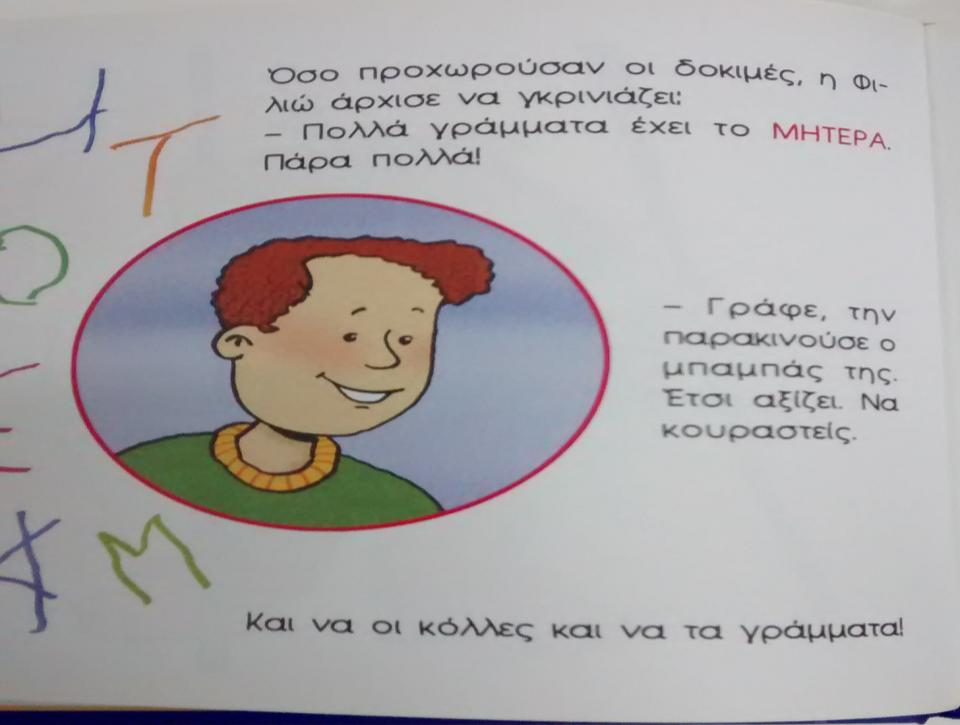 Όσο προχωρούσαν οι δοκιμές, η Φι-
λιώ άρχισε να γκρινιάζει:
– Πολλά γράμματα έχει το ΜΗΤΕΡΑ.
Πάρα πολλά!
– Γράφε, την
παρακινούσε ο
μπαμπάς της.
Έτσι αξίζει. Να
κουραστείς.
Και να οι κόλλες και να τα γράμματα!
Τ
Ο
Α
Μ